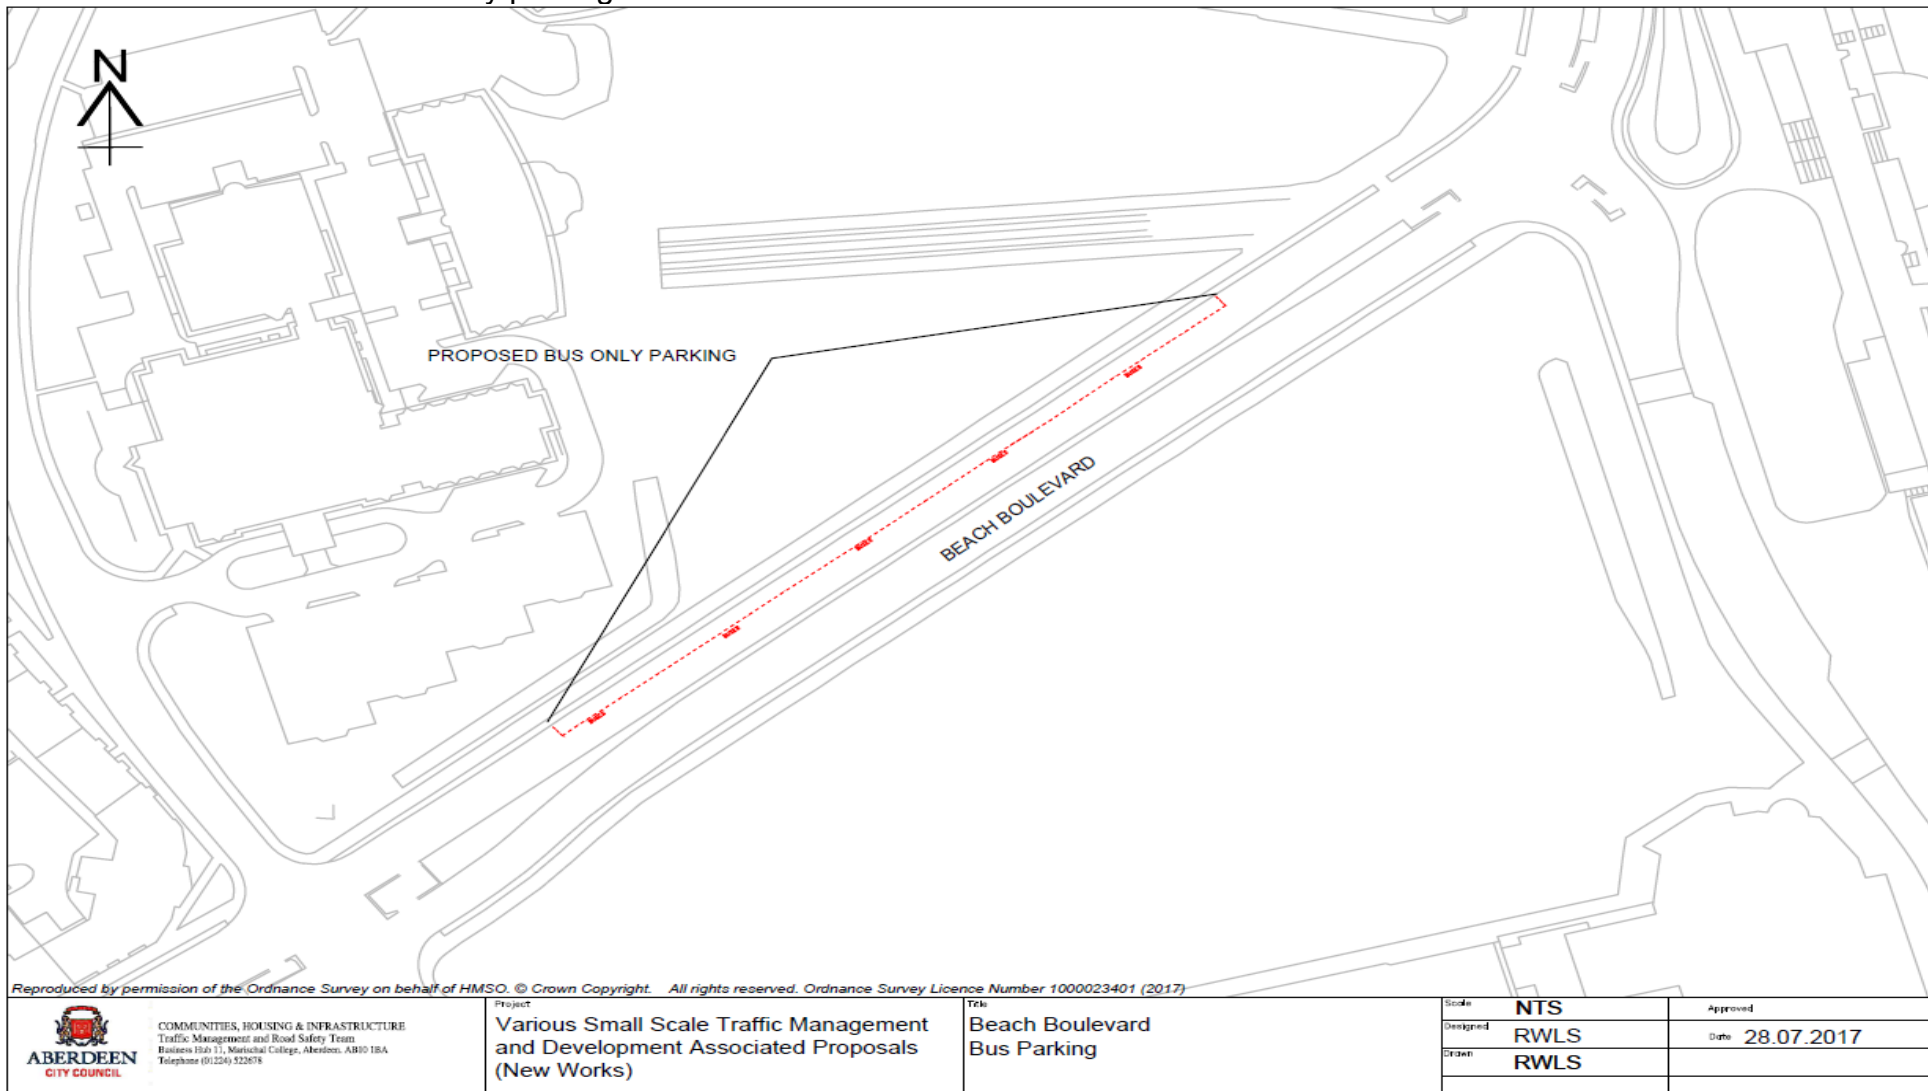 N
PROPOSED BUS ONLY PARKING
BEACH BOULEVARD
Reproduced by permission of the Ordnance Survey on behalf of HMSO. © Crown Copyright. All rights reserved. Ordnance Survey Licence Number 1000023401 (2017)
ABERDEEN
CITY COUNCIL
COMMUNITIES, HOUSING & INFRASTRUCTURE
Traffic Management and Road Safety Team
Business Hub 11, Marischal College, Aberdeen. AB10 1BA
Telephone (01224) 522678
Project
Various Small Scale Traffic Management
and Development Associated Proposals
(New Works)
Title
Beach Boulevard
Bus Parking
Scale NTS
Designed RWLS
Drawn RWLS
Approved
Date 28.07.2017